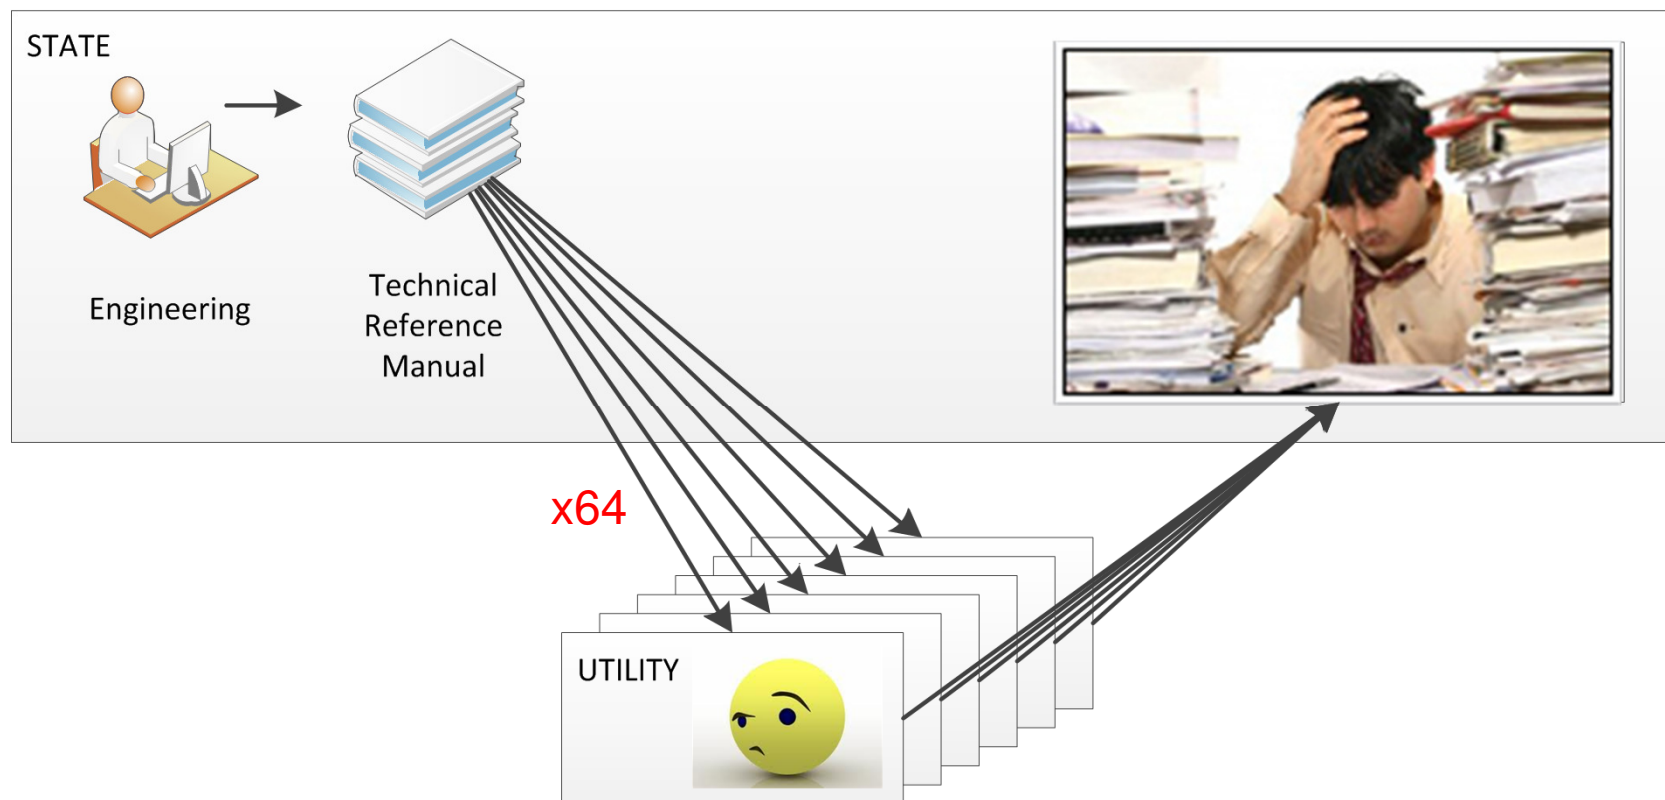 STATE
Engineering
Technical
Reference
Manual
x64
UTILITY